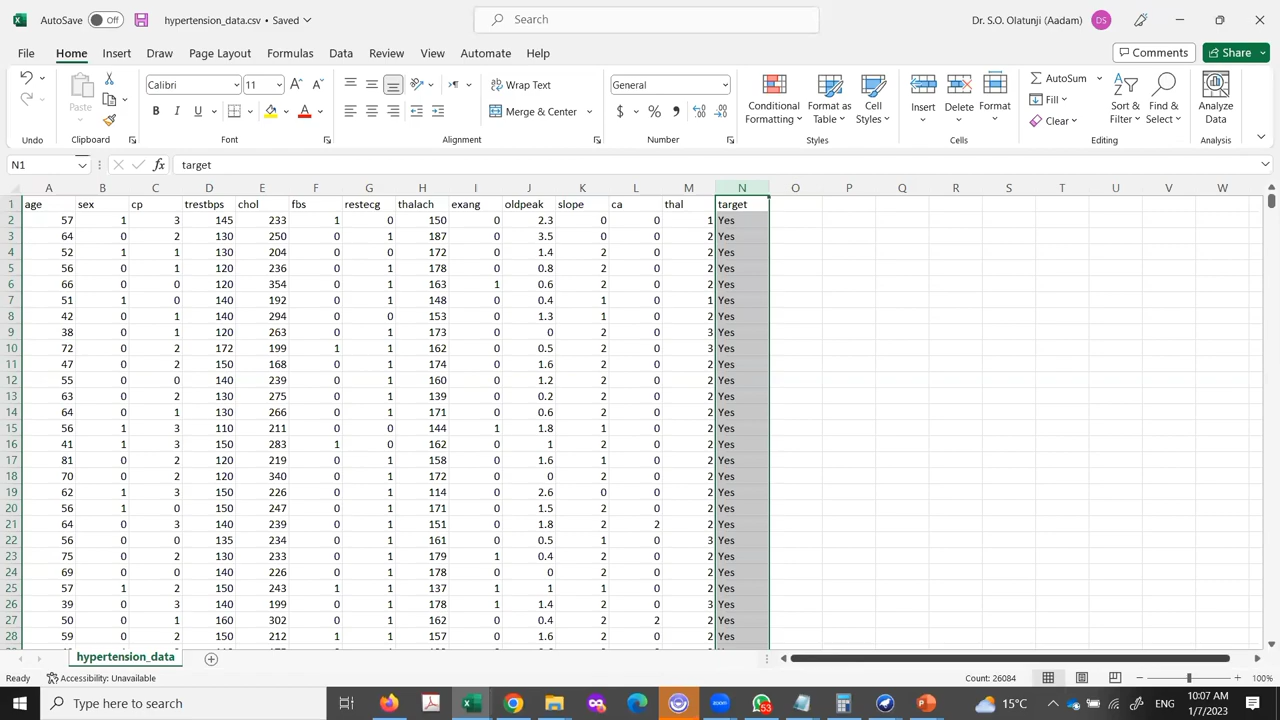 AutoSave Off hypertension_data.csv • Saved Search Dr. S.O. Olatunji (Aadam) DS
File Home Insert Draw Page Layout Formulas Data Review View Automate Help Comments Share
Calibri 11 Wrap Text General AutoSum
Paste B I U Merge & Center $ % Conditional Formatting Format as Table Cell Styles Insert Delete Format Fill Clear Sort & Filter Find & Select Analyze Data
Undo Clipboard Font Alignment Number Styles Cells Editing Analysis
N1 fx target
A B C D E F G H I J K L M N O P Q R S T U V W
1 age sex cp trestbps chol fbs restecg thalach exang oldpeak slope ca thal target
2 57 1 3 145 233 1 0 150 0 2.3 0 0 1 Yes
3 64 0 2 130 250 0 1 187 0 3.5 0 0 2 Yes
4 52 1 1 130 204 0 0 172 0 1.4 2 0 2 Yes
5 56 0 1 120 236 0 1 178 0 0.8 2 0 2 Yes
6 66 0 0 120 354 0 1 163 1 0.6 2 0 2 Yes
7 51 1 0 140 192 0 1 148 0 0.4 1 0 1 Yes
8 42 0 1 140 294 0 0 153 0 1.3 1 0 2 Yes
9 38 0 1 120 263 0 1 173 0 0 2 0 3 Yes
10 72 0 2 172 199 1 1 162 0 0.5 2 0 3 Yes
11 47 0 2 150 168 0 1 174 0 1.6 2 0 2 Yes
12 55 0 0 140 239 0 1 160 0 1.2 2 0 2 Yes
13 63 0 2 130 275 0 1 139 0 0.2 2 0 2 Yes
14 64 0 1 130 266 0 1 171 0 0.6 2 0 2 Yes
15 56 1 3 110 211 0 0 144 1 1.8 1 0 2 Yes
16 41 1 3 150 283 1 0 162 0 1 2 0 2 Yes
17 81 0 2 120 219 0 1 158 0 1.6 1 0 2 Yes
18 70 0 2 120 340 0 1 172 0 0 2 0 2 Yes
19 62 1 3 150 226 0 1 114 0 2.6 0 0 2 Yes
20 56 1 0 150 247 0 1 171 0 1.5 2 0 2 Yes
21 64 0 3 140 239 0 1 151 0 1.8 2 2 2 Yes
22 56 0 0 135 234 0 1 161 0 0.5 1 0 3 Yes
23 75 0 2 130 233 0 1 179 1 0.4 2 0 2 Yes
24 69 0 0 140 226 0 1 178 0 0 2 0 2 Yes
25 57 1 2 150 243 1 1 137 1 1 1 0 2 Yes
26 39 0 3 140 199 0 1 178 1 1.4 2 0 3 Yes
27 50 0 1 160 302 0 1 162 0 0.4 2 2 2 Yes
28 59 0 2 150 212 1 1 157 0 1.6 2 0 2 Yes
hypertension_data
Ready Accessibility: Unavailable Count: 26084 100%
Type here to search 53 15°C 10:07 AM
1/7/2023